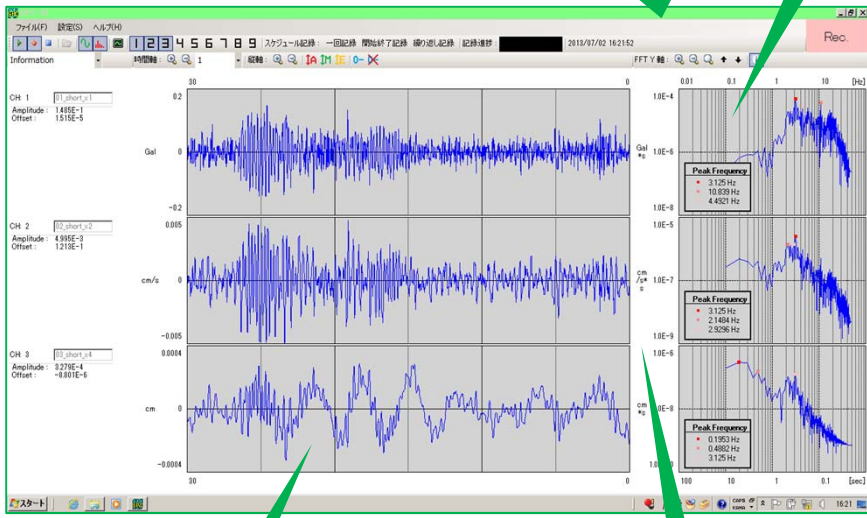 ファイル(F) 設定(S) ヘルプ(H)
1 2 3 4 5 6 7 8 9 スケジュール記録: 一回記録 開始終了記録 繰り返し記録 記録進捗: 2013/07/02 16:21:52 Rec.
Information 時間軸: 1 縦軸: FFT Y軸:
30 0 0.01 0.1 1 10 [Hz]
CH: 1 01_short_x1
Amplitude : 1.485E-1
Offset : 1.515E-5
0.2
Gal 0
-0.2
1.0E-4
Gal *s 1.0E-6
1.0E-8
Peak Frequency
3.125 Hz
10.839 Hz
4.4921 Hz
CH: 2 02_short_x2
Amplitude : 4.995E-3
Offset : 1.213E-1
0.005
cm/s 0
-0.005
1.0E-5
cm /s* s 1.0E-7
1.0E-9
Peak Frequency
3.125 Hz
2.1484 Hz
2.9296 Hz
CH: 3 03_short_x4
Amplitude : 3.279E-4
Offset : -8.801E-6
0.0004
cm 0
-0.0004
1.0E-6
cm *s 1.0E-8
Peak Frequency
0.1953 Hz
0.4882 Hz
3.125 Hz
30 0 100 10 1 0.1 [sec]
スタート CAPS KANA 16:21